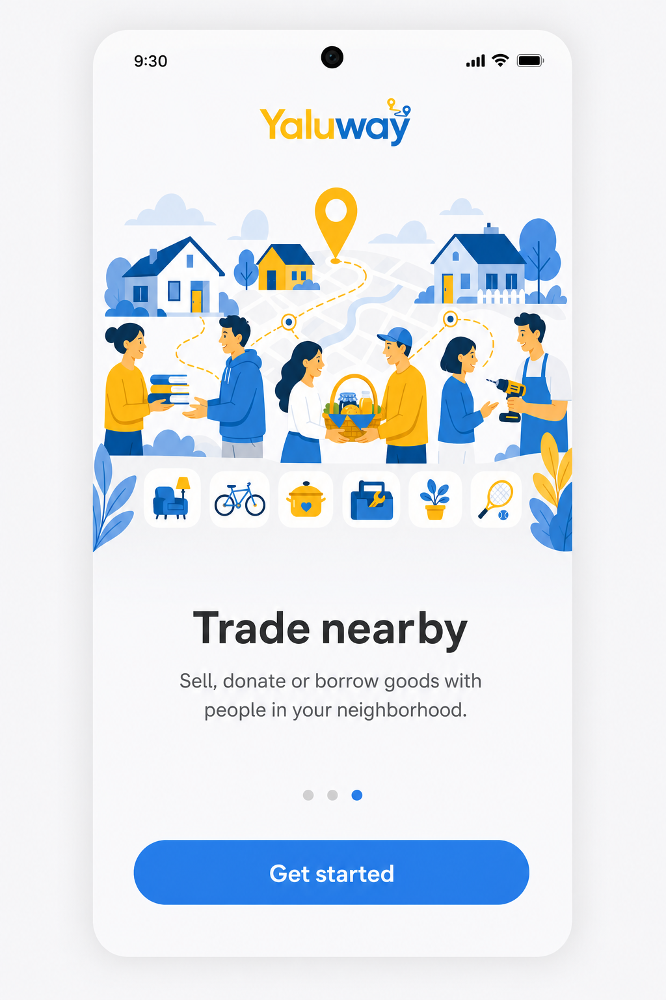 9:30
Yaluway
Trade nearby
Sell, donate or borrow goods with
people in your neighborhood.
Get started